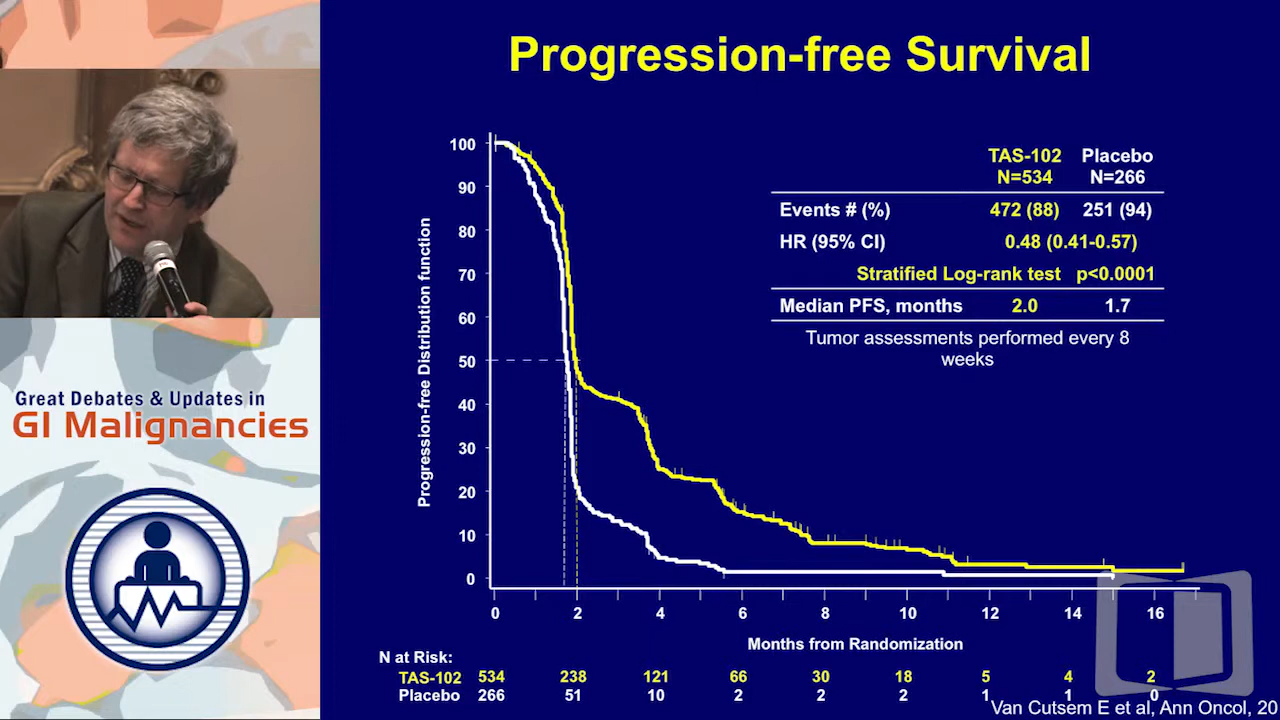 Progression-free Survival
TAS-102 Placebo
N=534 N=266
Events # (%) 472 (88) 251 (94)
HR (95% CI) 0.48 (0.41-0.57)
Stratified Log-rank test p<0.0001
Median PFS, months 2.0 1.7
Tumor assessments performed every 8
weeks
Progression-free Distribution function
100
90
80
70
60
50
40
30
20
10
0
0 2 4 6 8 10 12 14 16
Months from Randomization
N at Risk:
TAS-102 534 238 121 66 30 18 5 4 2
Placebo 266 51 10 2 2 2 1 1 0
Van Cutsem E et al, Ann Oncol, 20
Great Debates & Updates in
GI Malignancies